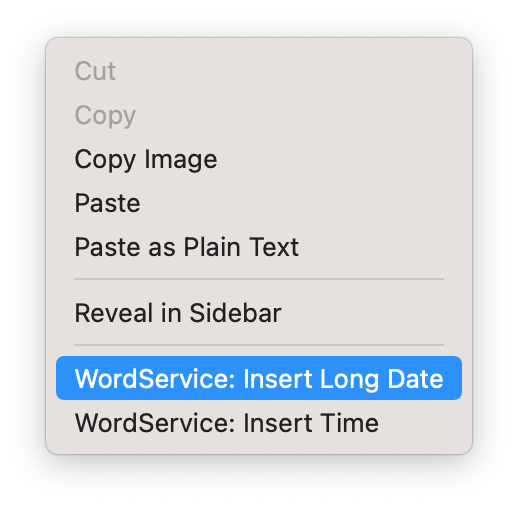 Cut
Copy
Copy Image
Paste
Paste as Plain Text
Reveal in Sidebar
WordService: Insert Long Date
WordService: Insert Time